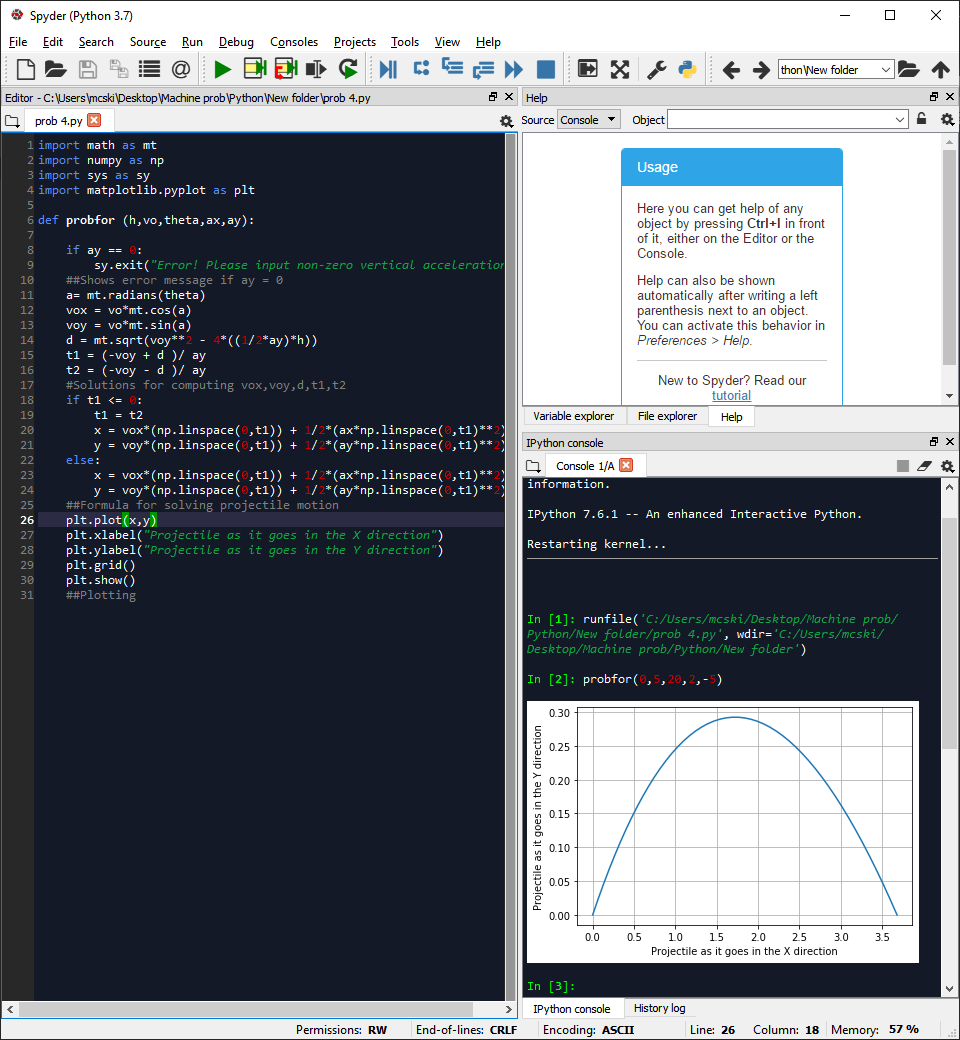 Spyder (Python 3.7)
File Edit Search Source Run Debug Consoles Projects Tools View Help
thon\New folder
Editor - C:\Users\mcski\Desktop\Machine prob\Python\New folder\prob 4.py
prob 4.py
1 import math as mt
2 import numpy as np
3 import sys as sy
4 import matplotlib.pyplot as plt
5
6 def probfor (h,vo,theta,ax,ay):
7
8     if ay == 0:
9         sy.exit("Error! Please input non-zero vertical acceleration
10     ##Shows error message if ay = 0
11     a= mt.radians(theta)
12     vox = vo*mt.cos(a)
13     voy = vo*mt.sin(a)
14     d = mt.sqrt(voy**2 - 4*((1/2*ay)*h))
15     t1 = (-voy + d )/ ay
16     t2 = (-voy - d )/ ay
17     #Solutions for computing vox,voy,d,t1,t2
18     if t1 <= 0:
19         t1 = t2
20         x = vox*(np.linspace(0,t1)) + 1/2*(ax*np.linspace(0,t1)**2)
21         y = voy*(np.linspace(0,t1)) + 1/2*(ay*np.linspace(0,t1)**2)
22     else:
23         x = vox*(np.linspace(0,t1)) + 1/2*(ax*np.linspace(0,t1)**2)
24         y = voy*(np.linspace(0,t1)) + 1/2*(ay*np.linspace(0,t1)**2)
25     ##Formula for solving projectile motion
26     plt.plot(x,y)
27     plt.xlabel("Projectile as it goes in the X direction")
28     plt.ylabel("Projectile as it goes in the Y direction")
29     plt.grid()
30     plt.show()
31     ##Plotting
Help
Source Console Object
Usage
Here you can get help of any
object by pressing Ctrl+I in front
of it, either on the Editor or the
Console.
Help can also be shown
automatically after writing a left
parenthesis next to an object.
You can activate this behavior in
Preferences > Help.
New to Spyder? Read our
tutorial
Variable explorer File explorer Help
IPython console
Console 1/A
information.
IPython 7.6.1 -- An enhanced Interactive Python.
Restarting kernel...
In [1]: runfile('C:/Users/mcski/Desktop/Machine prob/
Python/New folder/prob 4.py', wdir='C:/Users/mcski/
Desktop/Machine prob/Python/New folder')
In [2]: probfor(0,5,20,2,-5)
Projectile as it goes in the Y direction
0.30
0.25
0.20
0.15
0.10
0.05
0.00
0.0 0.5 1.0 1.5 2.0 2.5 3.0 3.5
Projectile as it goes in the X direction
In [3]:
IPython console History log
Permissions: RW End-of-lines: CRLF Encoding: ASCII Line: 26 Column: 18 Memory: 57 %